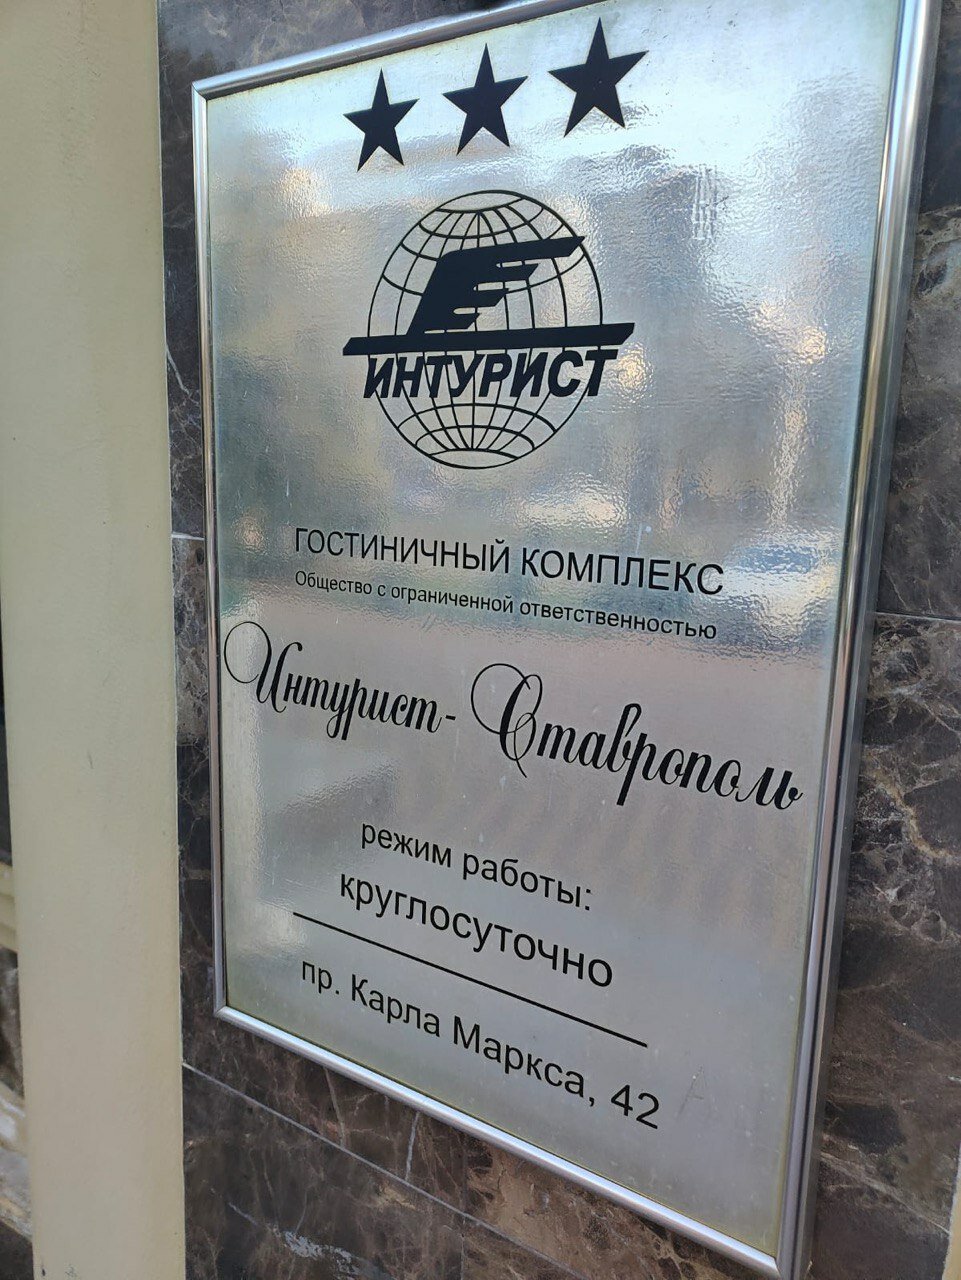 ИНТУРИСТ
ГОСТИНИЧНЫЙ КОМПЛЕКС
Общество с ограниченной ответственностью
Интурист-Ставрополь
режим работы:
круглосуточно
пр. Карла Маркса, 42